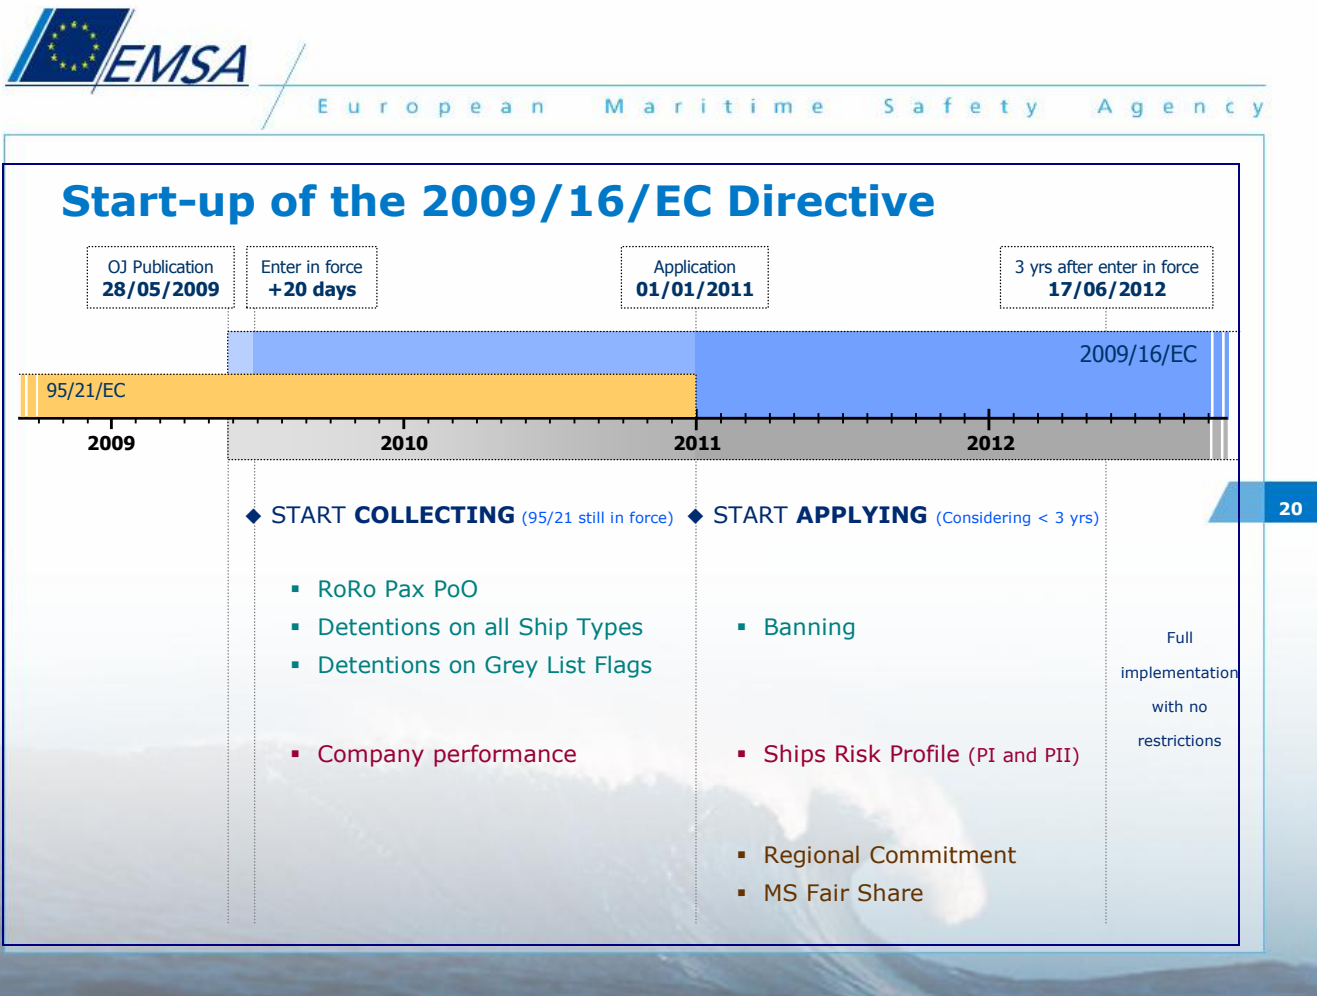 EMSA
European Maritime Safety Agency
Start-up of the 2009/16/EC Directive
OJ Publication
28/05/2009
Enter in force
+20 days
Application
01/01/2011
3 yrs after enter in force
17/06/2012
2009/16/EC
95/21/EC
2009
2010
2011
2012
20
◆ START COLLECTING (95/21 still in force)
▪ RoRo Pax PoO
▪ Detentions on all Ship Types
▪ Detentions on Grey List Flags
▪ Company performance
◆ START APPLYING (Considering < 3 yrs)
▪ Banning
▪ Ships Risk Profile (PI and PII)
▪ Regional Commitment
▪ MS Fair Share
Full
implementation
with no
restrictions